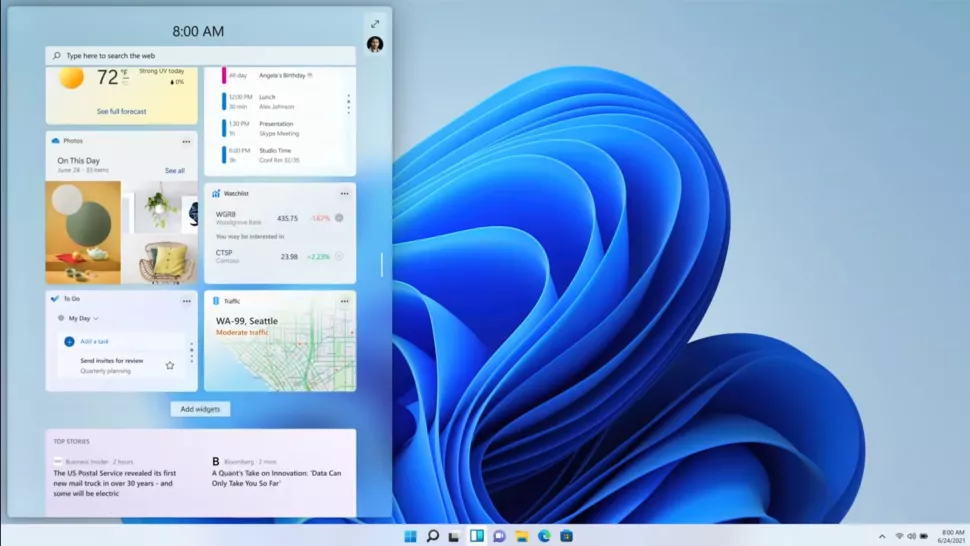 8:00 AM
Type here to search the web
72 °F
Strong UV today
0%
See full forecast
All day Angela's Birthday
12:00 PM Lunch
30 min Alex Johnson
1:30 PM Presentation
1h Skype Meeting
6:00 PM Studio Time
3h Conf Rm 32/35
Photos
On This Day
June 24 · 33 items See all
Watchlist
WGRB 435.75 -1.67%
Woodgrove Bank
You may be interested in
CTSP 23.98 +2.23%
Contoso
To Do
My Day
Add a task
Send invites for review
Quarterly planning
Traffic
WA-99, Seattle
Moderate traffic
Add widgets
TOP STORIES
Business Insider · 2 hours
The US Postal Service revealed its first
new mail truck in over 30 years - and
some will be electric
B Bloomberg · 2 mins
A Quant's Take on Innovation: 'Data Can
Only Take You So Far'
8:00 AM
6/24/2021